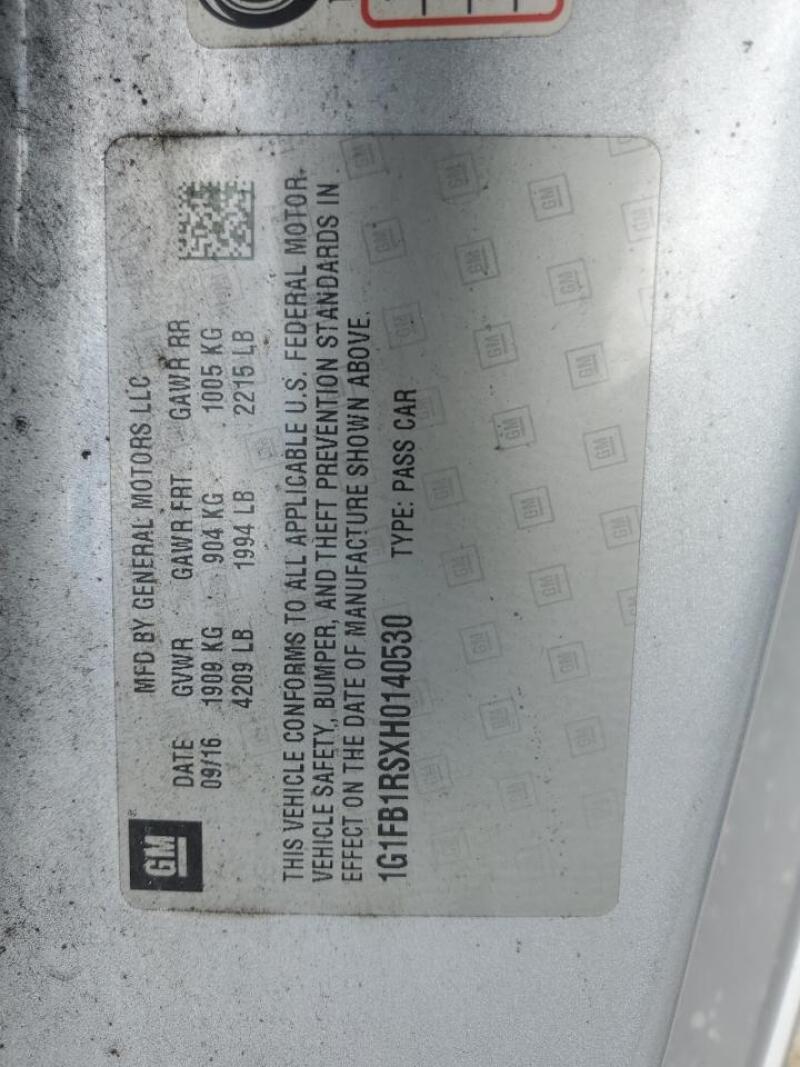 GM
MFD BY GENERAL MOTORS LLC
DATE GVWR GAWR FRT GAWR RR
09/16 1909 KG 904 KG 1005 KG
4209 LB 1994 LB 2215 LB
THIS VEHICLE CONFORMS TO ALL APPLICABLE U.S. FEDERAL MOTOR
VEHICLE SAFETY, BUMPER, AND THEFT PREVENTION STANDARDS IN
EFFECT ON THE DATE OF MANUFACTURE SHOWN ABOVE.
1G1FB1RSXH0140530 TYPE: PASS CAR